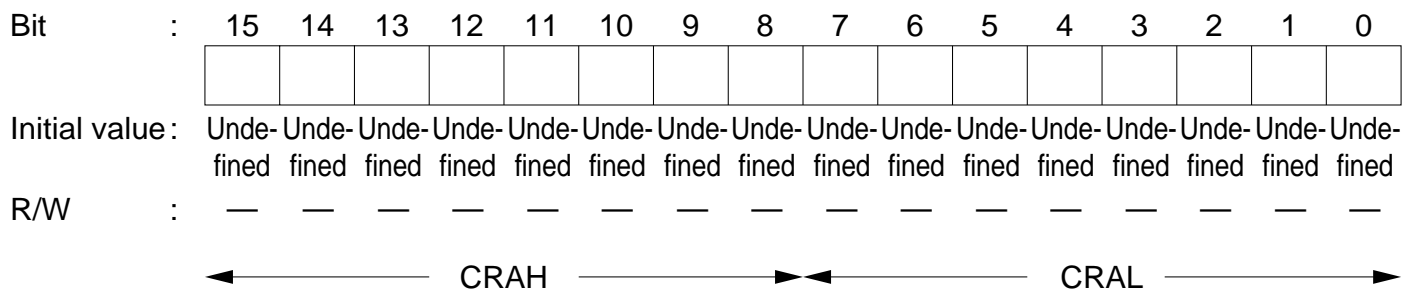 Bit : 15 14 13 12 11 10 9 8 7 6 5 4 3 2 1 0
Initial value : Unde- Unde- Unde- Unde- Unde- Unde- Unde- Unde- Unde- Unde- Unde- Unde- Unde- Unde- Unde- Unde-
fined fined fined fined fined fined fined fined fined fined fined fined fined fined fined fined
R/W : — — — — — — — — — — — — — — — —
CRAH CRAL